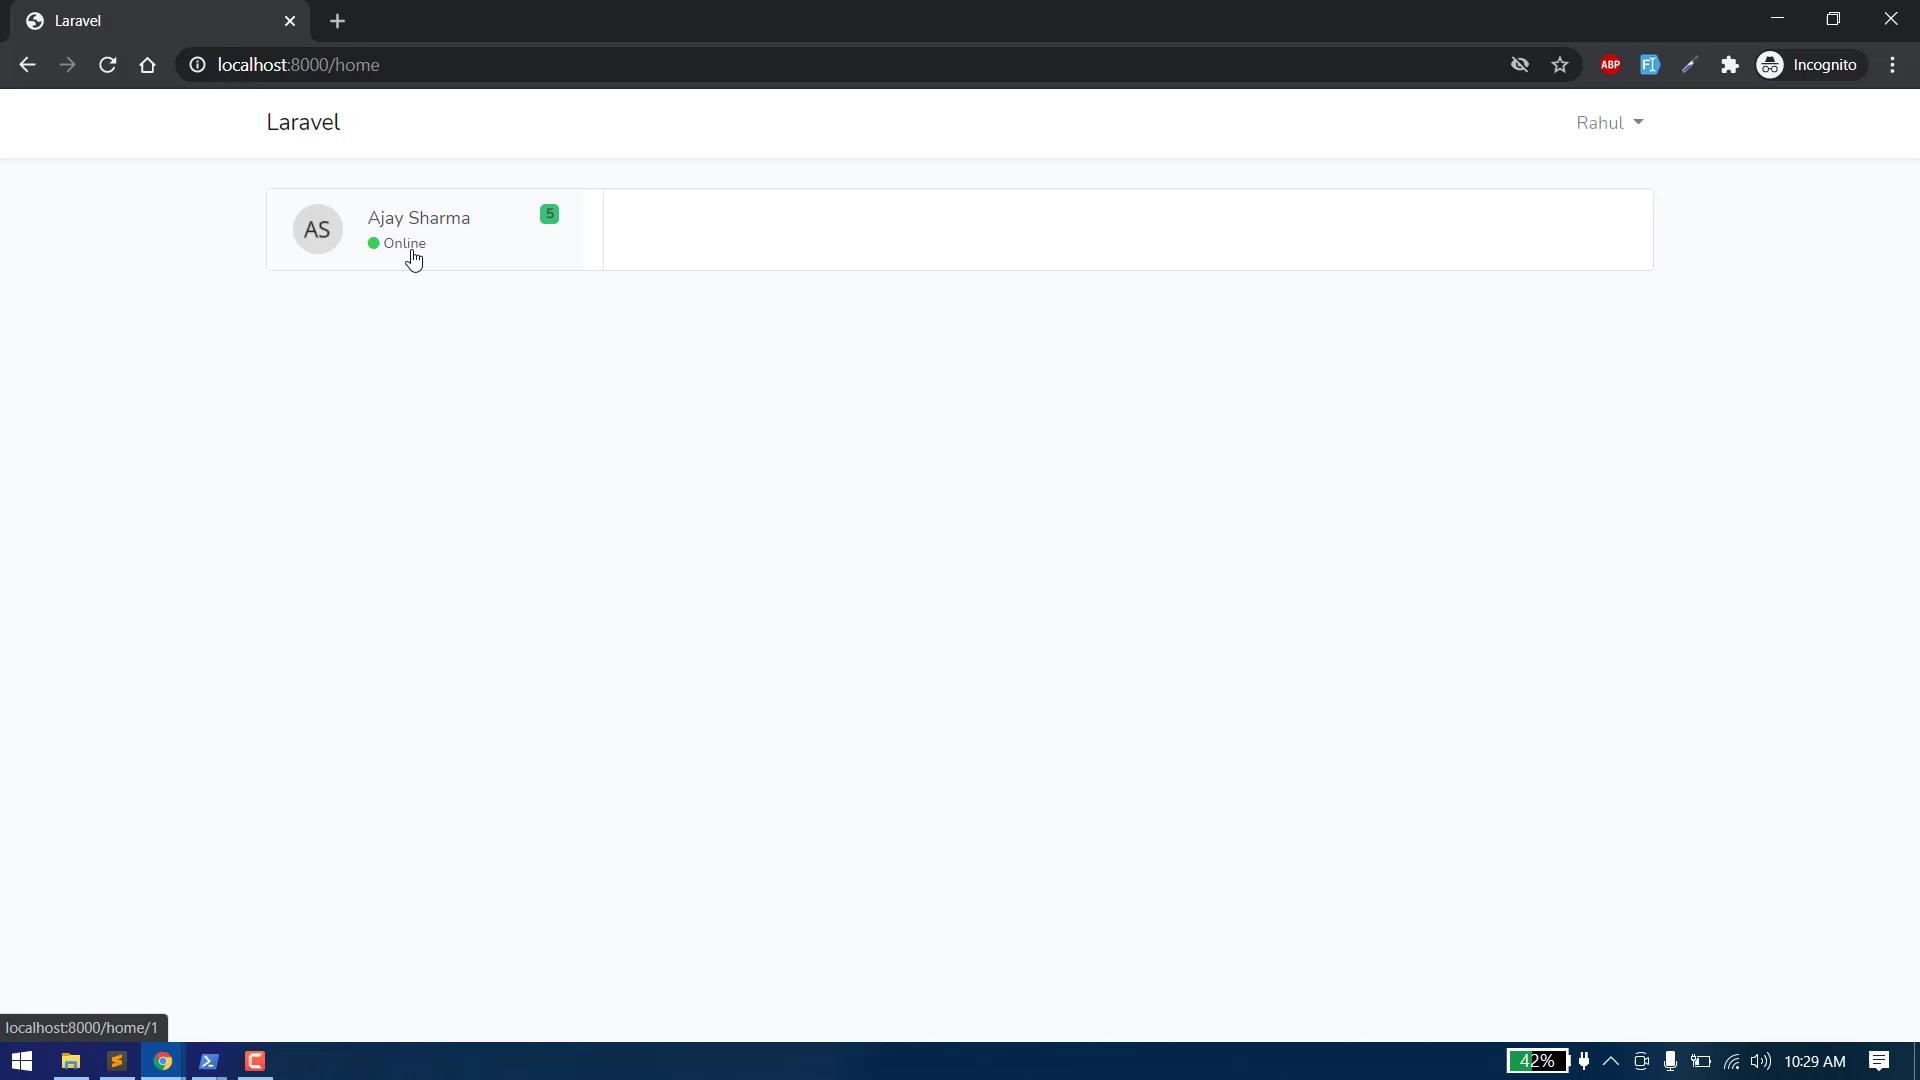 Laravel
localhost:8000/home
ABP
Incognito
Laravel
Rahul
AS
Ajay Sharma
5
Online
localhost:8000/home/1
42%
10:29 AM